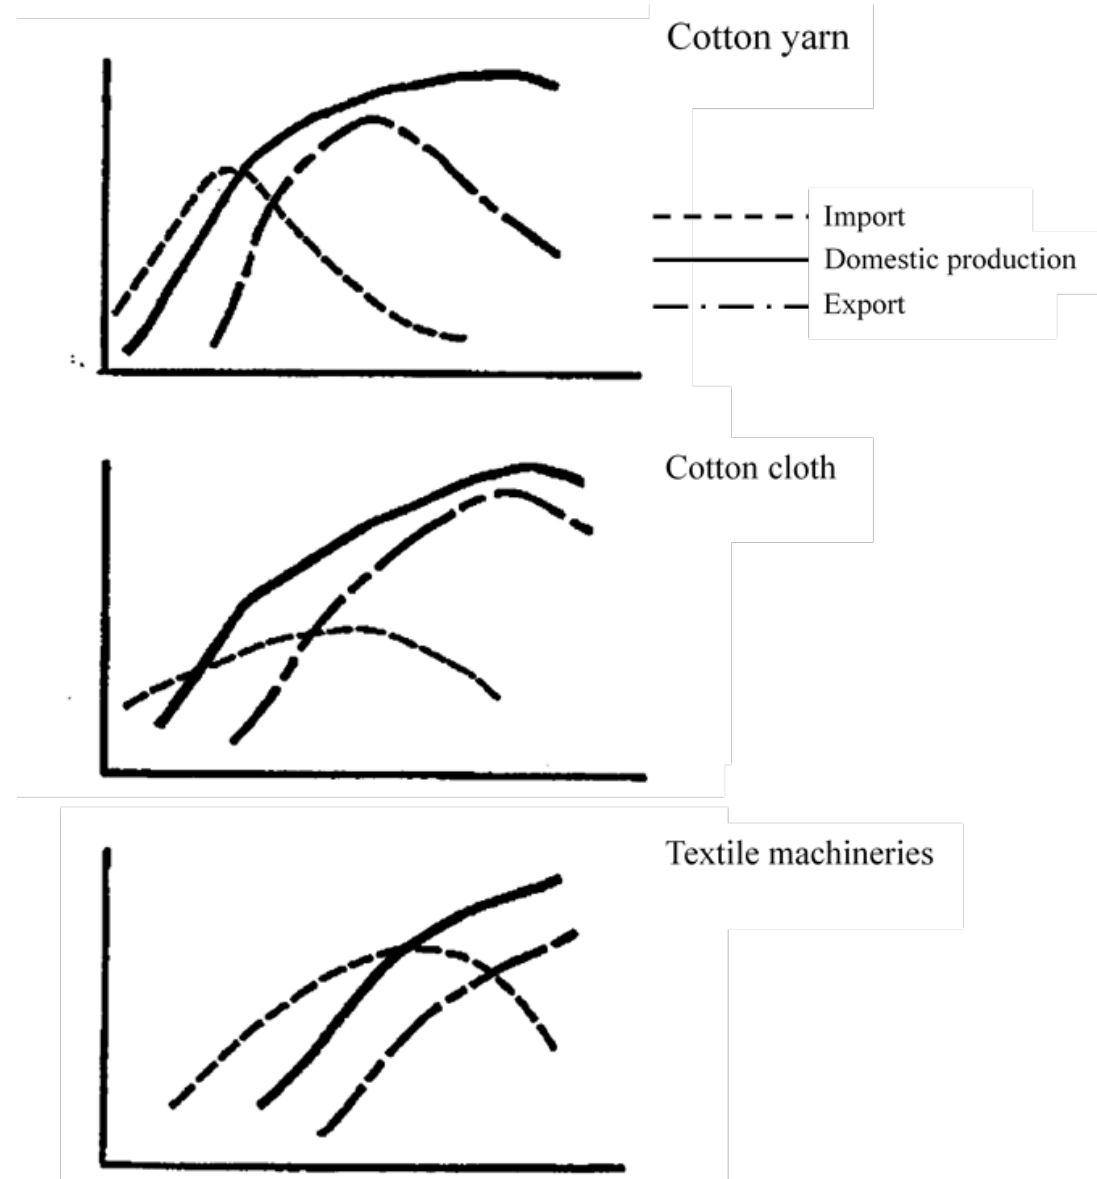 Cotton yarn
Import
Domestic production
Export
Cotton cloth
Textile machineries